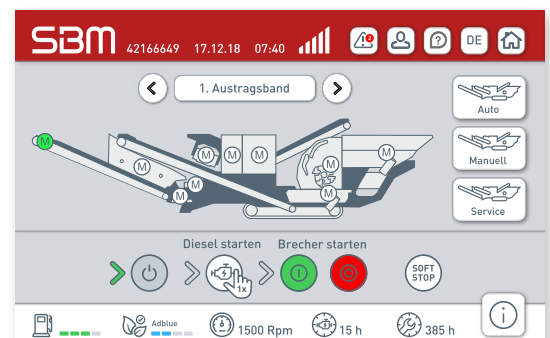 SBM 42166649 17.12.18 07:40 2 ? DE
1. Austragsband
Auto
M
M M M M M
M M M
M
Manuell
Service
Diesel starten Brecher starten
1x
SOFT
STOP
Adblue
1500 Rpm 15 h 385 h
i